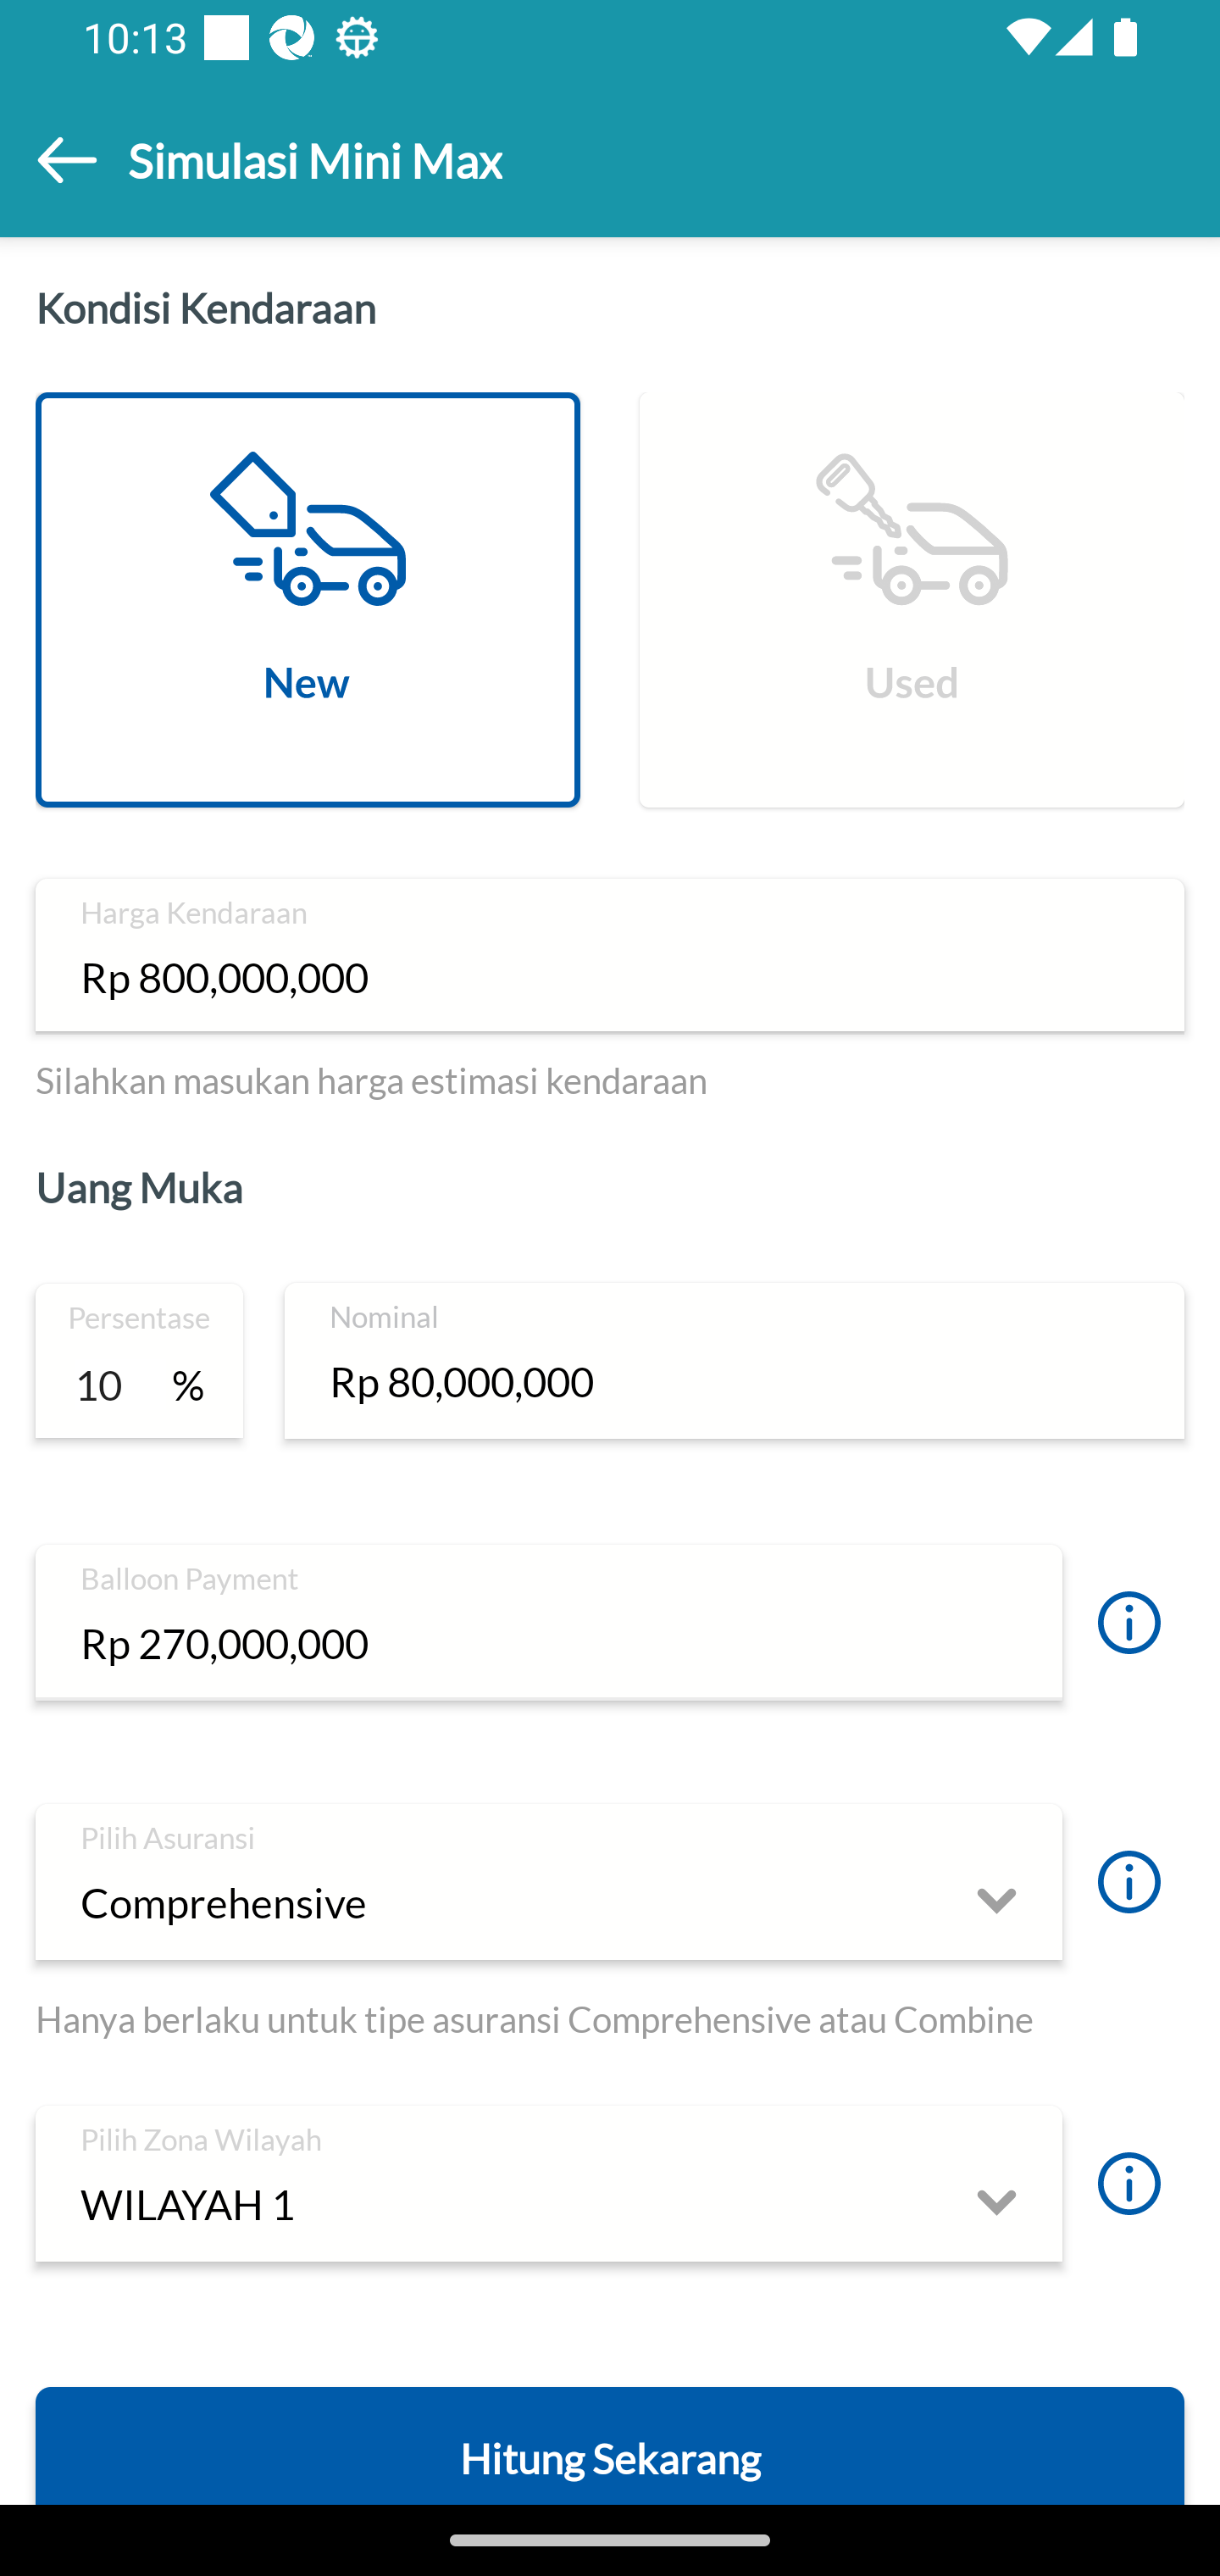 10:13
Simulasi Mini Max
Kondisi Kendaraan
New
Used
Harga Kendaraan
Rp 800,000,000
Silahkan masukan harga estimasi kendaraan
Uang Muka
Persentase
10 %
Nominal
Rp 80,000,000
Balloon Payment
Rp 270,000,000
Pilih Asuransi
Comprehensive
Hanya berlaku untuk tipe asuransi Comprehensive atau Combine
Pilih Zona Wilayah
WILAYAH 1
Hitung Sekarang